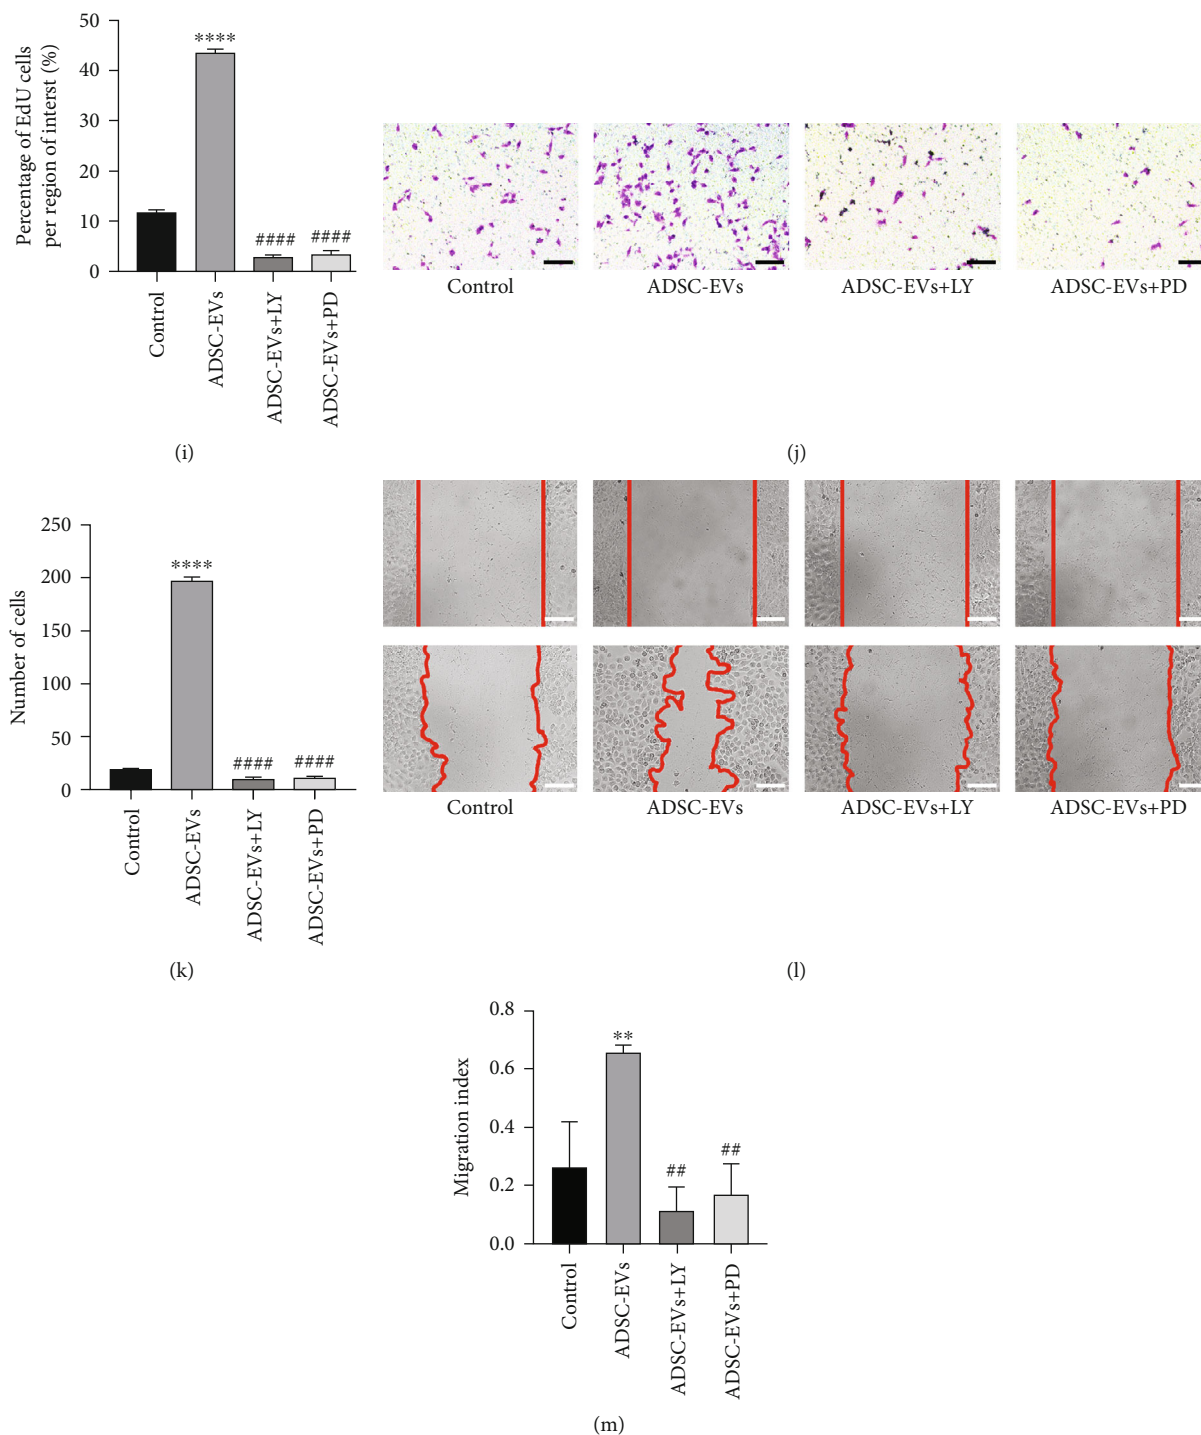 Percentage of EdU cells
per region of interst (%)
50
40
30
20
10
0
****
####
####
Control
ADSC-EVs
ADSC-EVs+LY
ADSC-EVs+PD
(i)
Control
ADSC-EVs
ADSC-EVs+LY
ADSC-EVs+PD
(j)
Number of cells
250
200
150
100
50
0
****
####
####
Control
ADSC-EVs
ADSC-EVs+LY
ADSC-EVs+PD
(k)
Control
ADSC-EVs
ADSC-EVs+LY
ADSC-EVs+PD
(l)
Migration index
0.8
0.6
0.4
0.2
0.0
**
##
##
Control
ADSC-EVs
ADSC-EVs+LY
ADSC-EVs+PD
(m)